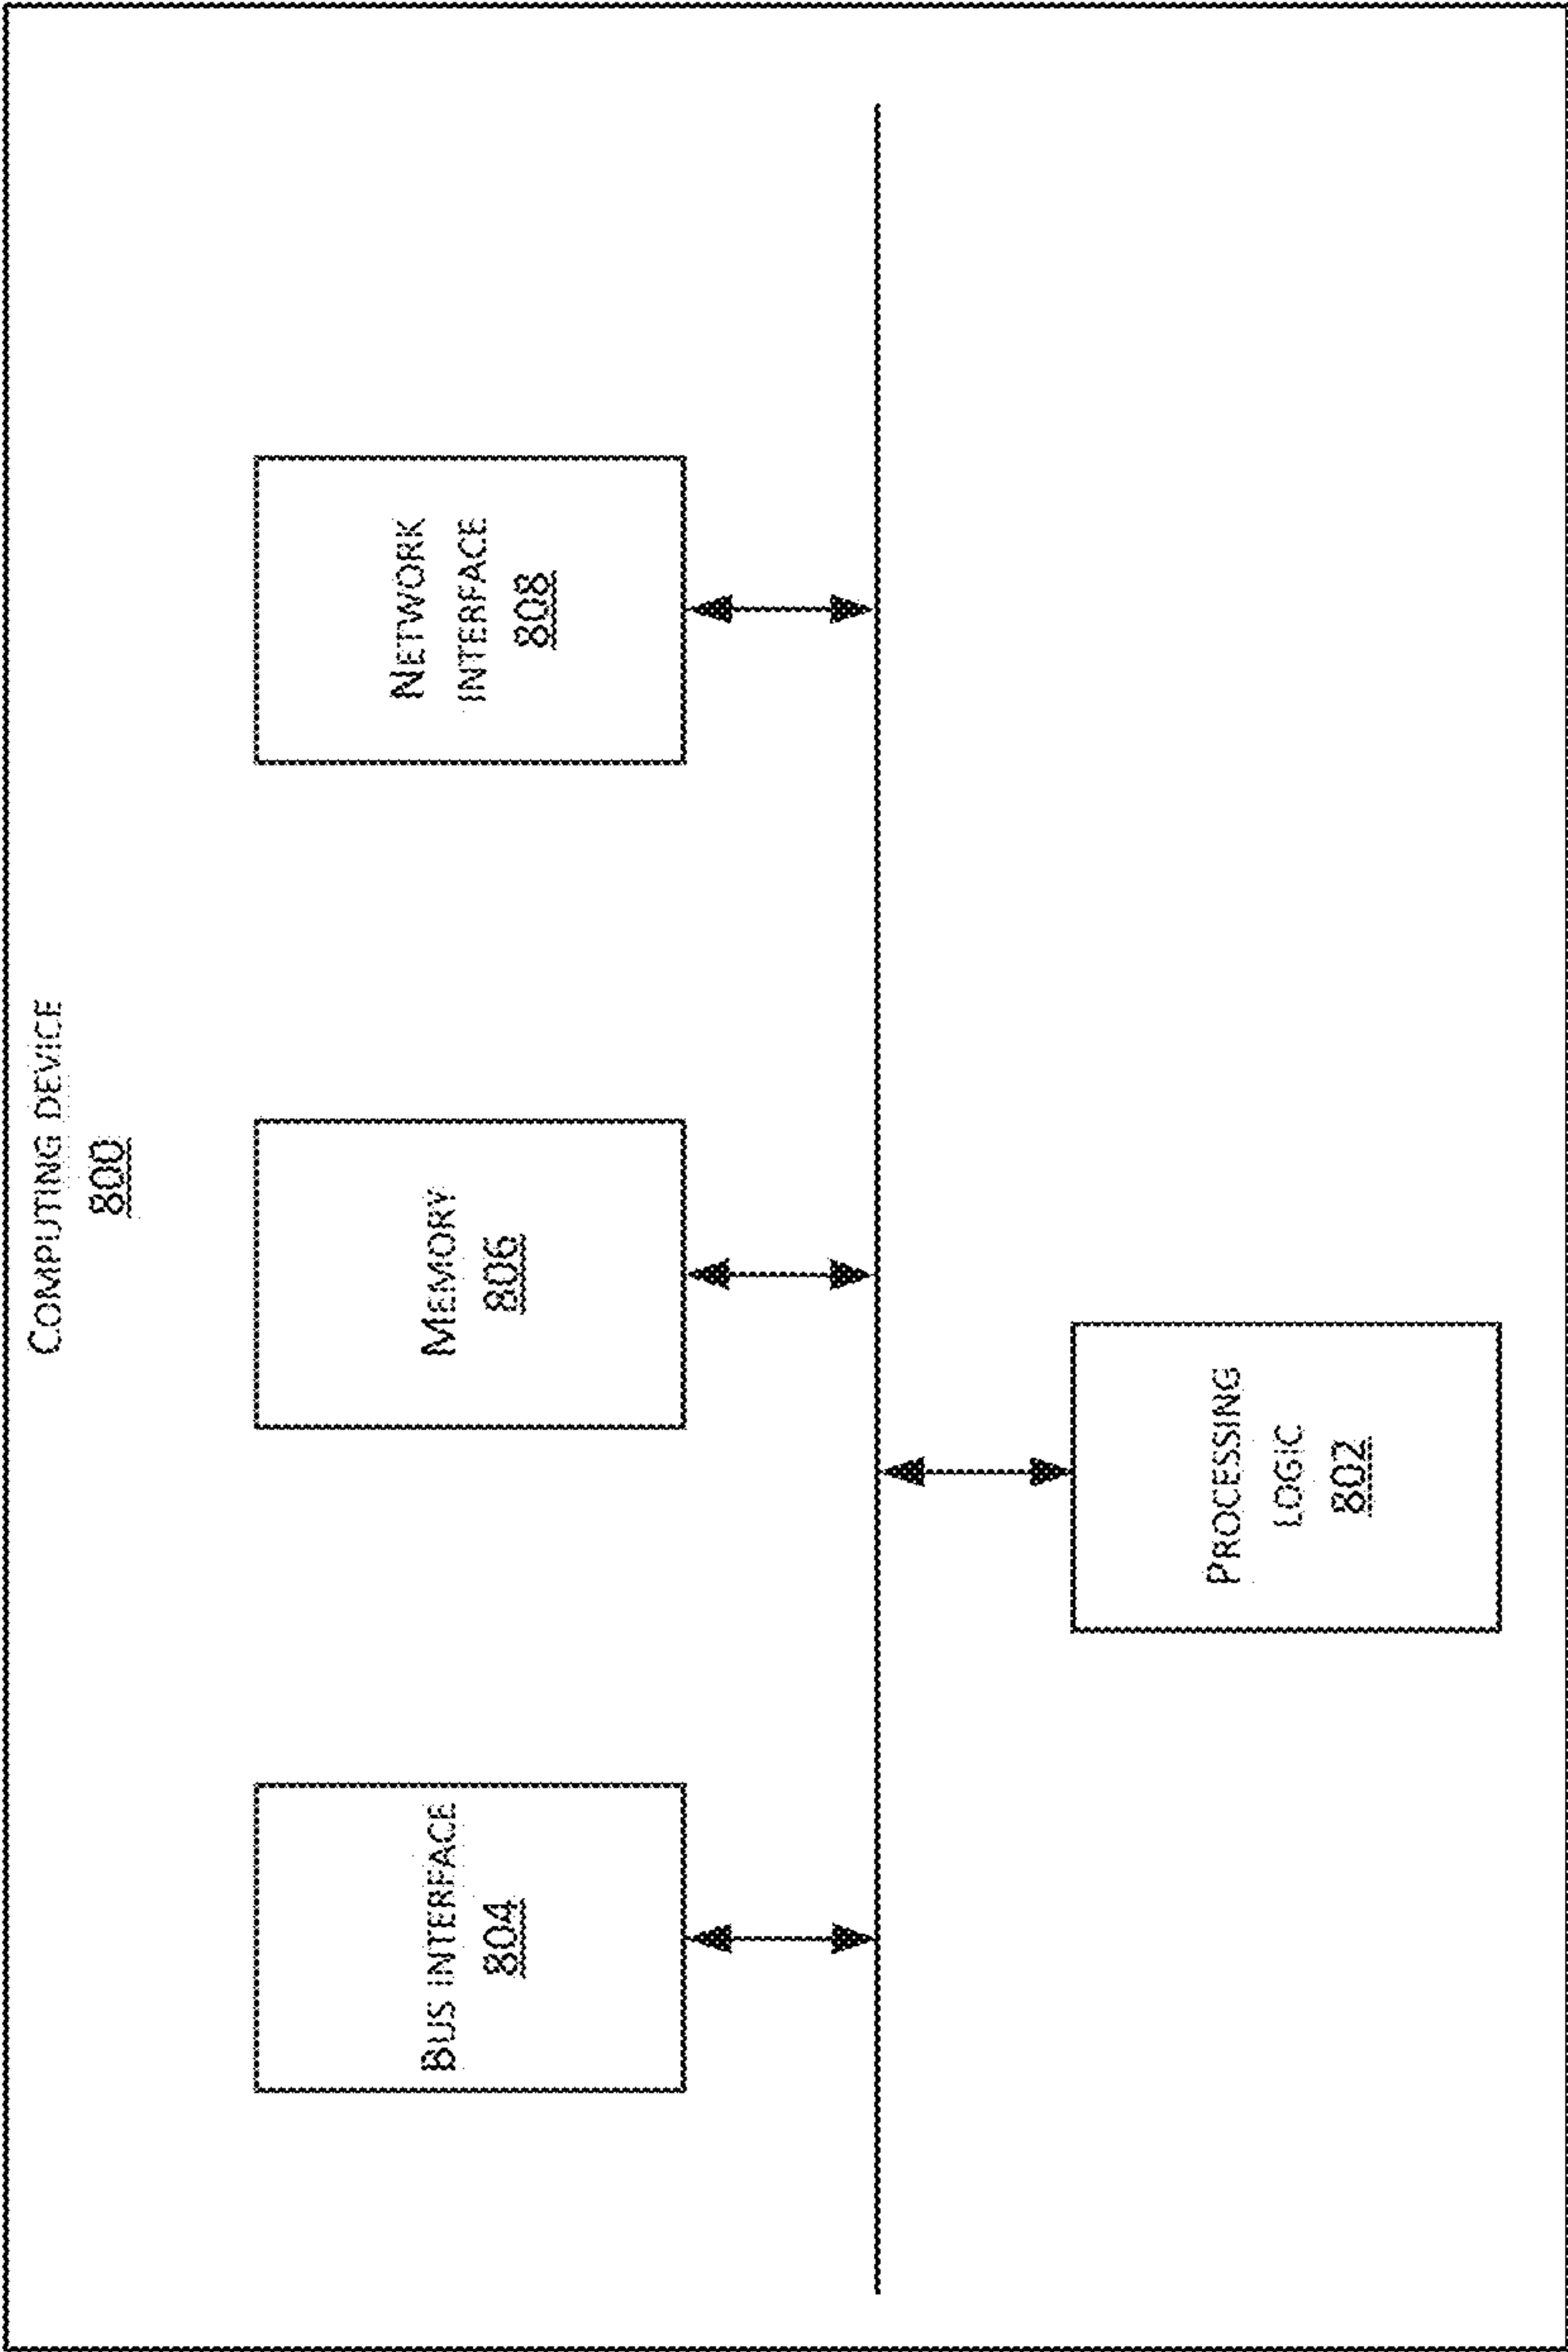 COMPUTING DEVICE
800
BUS INTERFACE
804
MEMORY
806
NETWORK
INTERFACE
808
PROCESSING
LOGIC
802